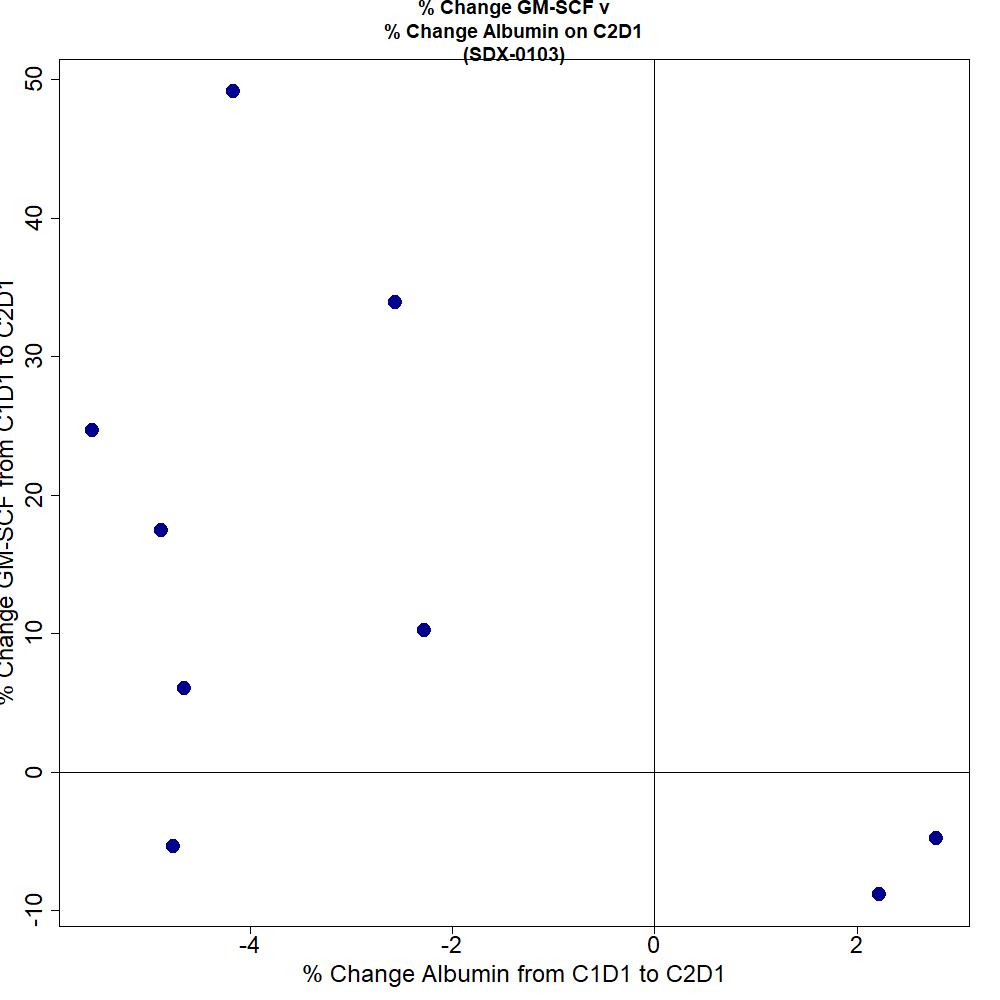 % Change GM-SCF v
% Change Albumin on C2D1
(SDX-0103)
% Change GM-SCF from C1D1 to C2D1
50
40
30
20
10
0
-10
-4
-2
0
2
% Change Albumin from C1D1 to C2D1